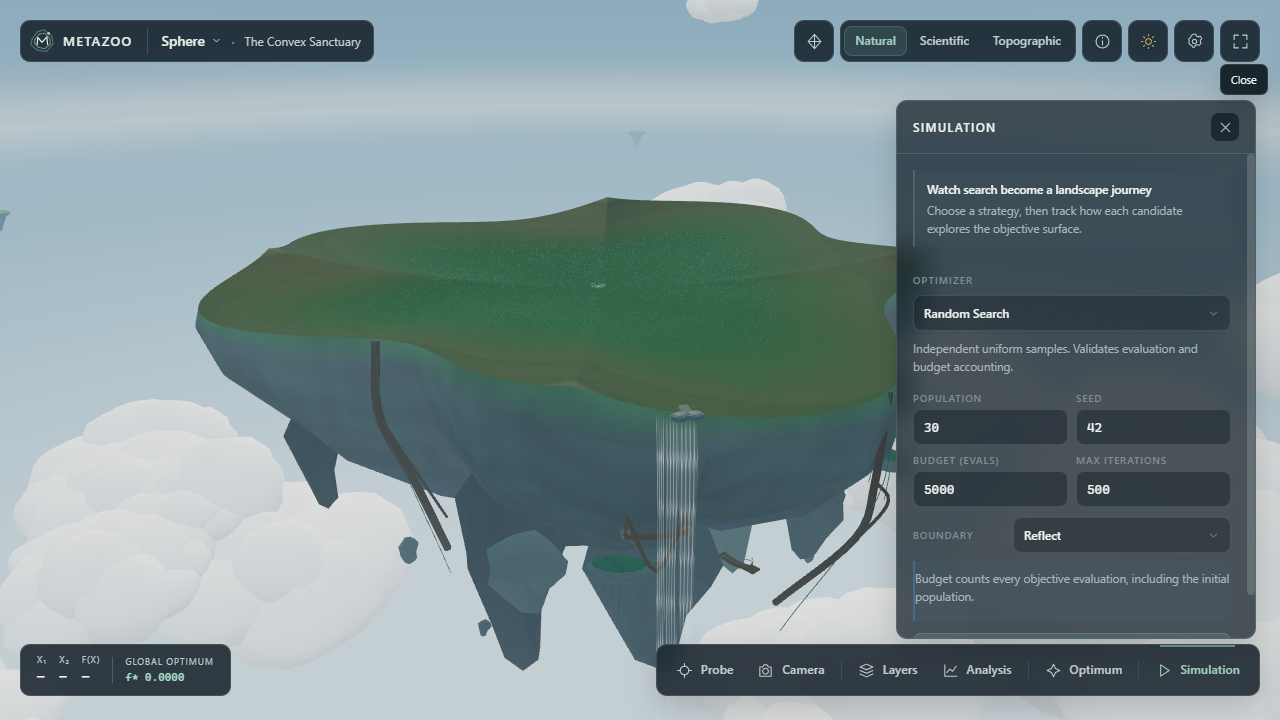 METAZOO
Sphere · The Convex Sanctuary
Natural
Scientific
Topographic
Close
SIMULATION
Watch search become a landscape journey
Choose a strategy, then track how each candidate
explores the objective surface.
OPTIMIZER
Random Search
Independent uniform samples. Validates evaluation and
budget accounting.
POPULATION
SEED
30
42
BUDGET (EVALS)
MAX ITERATIONS
5000
500
BOUNDARY
Reflect
Budget counts every objective evaluation, including the initial
population.
X₁ X₂ F(X)
— — —
GLOBAL OPTIMUM
f* 0.0000
Probe
Camera
Layers
Analysis
Optimum
Simulation